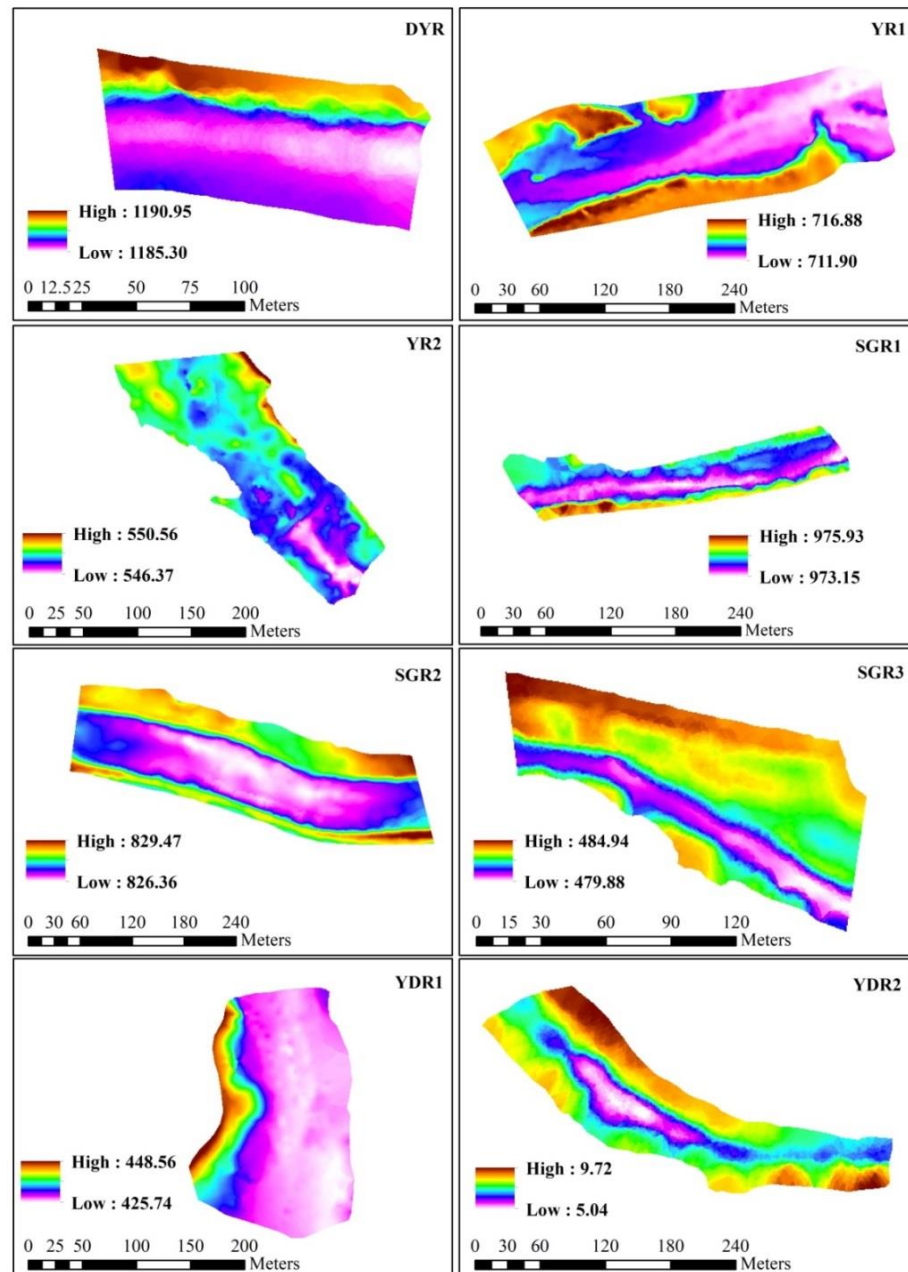 DYR
High : 1190.95
Low : 1185.30
0 12.525 50 75 100
Meters
YR1
High : 716.88
Low : 711.90
0 30 60 120 180 240
Meters
YR2
High : 550.56
Low : 546.37
0 25 50 100 150 200
Meters
SGR1
High : 975.93
Low : 973.15
0 30 60 120 180 240
Meters
SGR2
High : 829.47
Low : 826.36
0 30 60 120 180 240
Meters
SGR3
High : 484.94
Low : 479.88
0 15 30 60 90 120
Meters
YDR1
High : 448.56
Low : 425.74
0 25 50 100 150 200
Meters
YDR2
High : 9.72
Low : 5.04
0 30 60 120 180 240
Meters